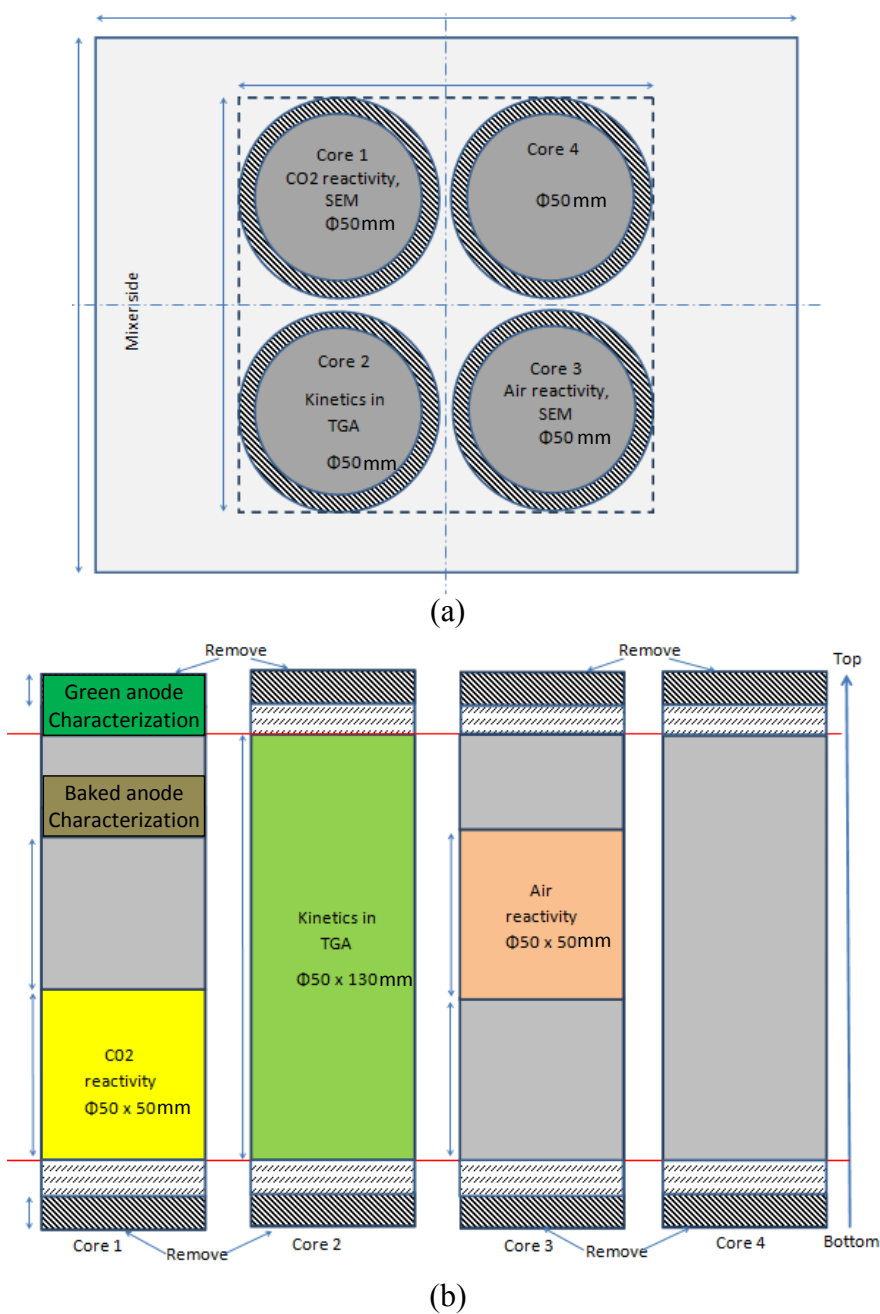 Mixer side
Core 1
CO2 reactivity,
SEM
Φ50mm
Core 4
Φ50mm
Core 2
Kinetics in
TGA
Φ50mm
Core 3
Air reactivity,
SEM
Φ50mm
(a)
Remove
Remove
Top
Green anode
Characterization
Baked anode
Characterization
C02
reactivity
Φ50 x 50mm
Kinetics in
TGA
Φ50 x 130mm
Air
reactivity
Φ50 x 50mm
Core 1
Remove
Core 2
Core 3
Remove
Core 4
Bottom
(b)